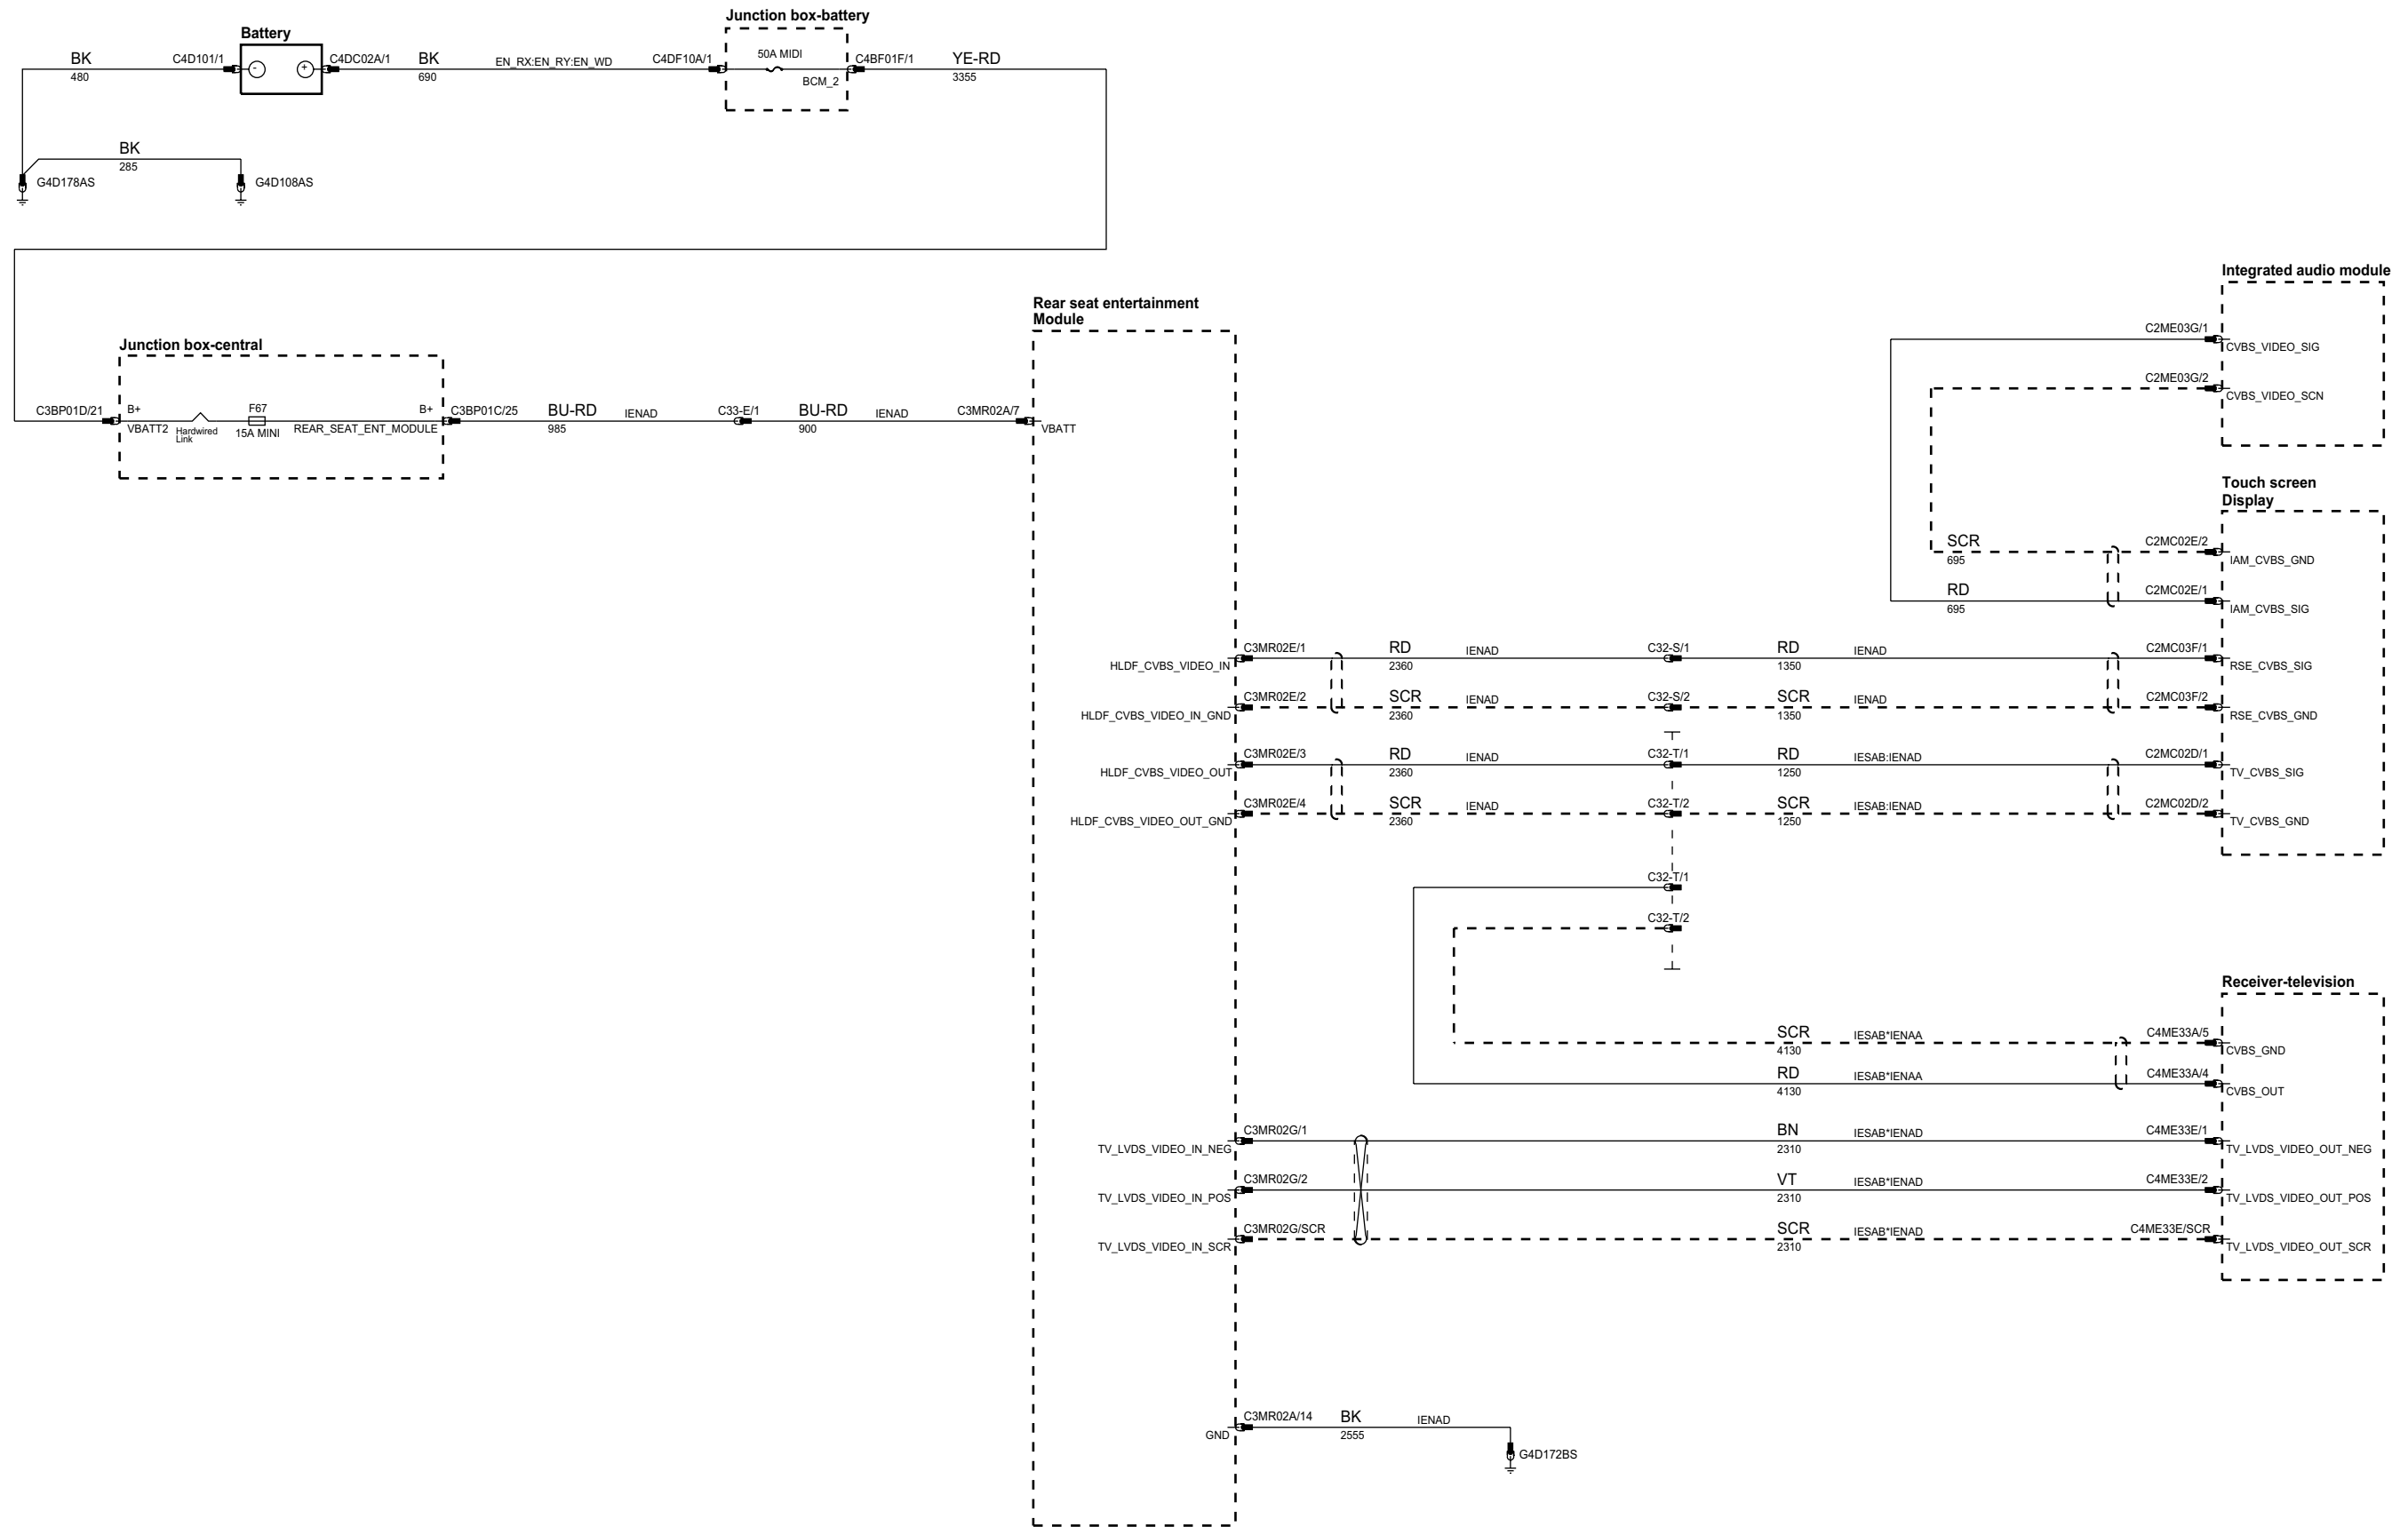 Junction box-battery
Battery
BK
480
C4D101/1
-
+
C4DC02A/1
BK
690
EN_RX:EN_RY:EN_WD
C4DF10A/1
50A MIDI
BCM_2
C4BF01F/1
YE-RD
3355
BK
285
G4D178AS
G4D108AS
Junction box-central
C3BP01D/21
B+
VBATT2
Hardwired
Link
F67
15A MINI
B+
REAR_SEAT_ENT_MODULE
C3BP01C/25
BU-RD
985
IENAD
C33-E/1
BU-RD
900
IENAD
C3MR02A/7
Rear seat entertainment
Module
VBATT
Integrated audio module
C2ME03G/1
CVBS_VIDEO_SIG
C2ME03G/2
CVBS_VIDEO_SCN
Touch screen
Display
SCR
695
C2MC02E/2
IAM_CVBS_GND
RD
695
C2MC02E/1
IAM_CVBS_SIG
HLDF_CVBS_VIDEO_IN
C3MR02E/1
RD
2360
IENAD
C32-S/1
RD
1350
IENAD
C2MC03F/1
RSE_CVBS_SIG
HLDF_CVBS_VIDEO_IN_GND
C3MR02E/2
SCR
2360
IENAD
C32-S/2
SCR
1350
IENAD
C2MC03F/2
RSE_CVBS_GND
HLDF_CVBS_VIDEO_OUT
C3MR02E/3
RD
2360
IENAD
C32-T/1
RD
1250
IESAB:IENAD
C2MC02D/1
TV_CVBS_SIG
HLDF_CVBS_VIDEO_OUT_GND
C3MR02E/4
SCR
2360
IENAD
C32-T/2
SCR
1250
IESAB:IENAD
C2MC02D/2
TV_CVBS_GND
C32-T/1
C32-T/2
Receiver-television
SCR
4130
IESAB*IENAA
C4ME33A/5
CVBS_GND
RD
4130
IESAB*IENAA
C4ME33A/4
CVBS_OUT
TV_LVDS_VIDEO_IN_NEG
C3MR02G/1
BN
2310
IESAB*IENAD
C4ME33E/1
TV_LVDS_VIDEO_OUT_NEG
TV_LVDS_VIDEO_IN_POS
C3MR02G/2
VT
2310
IESAB*IENAD
C4ME33E/2
TV_LVDS_VIDEO_OUT_POS
TV_LVDS_VIDEO_IN_SCR
C3MR02G/SCR
SCR
2310
IESAB*IENAD
C4ME33E/SCR
TV_LVDS_VIDEO_OUT_SCR
GND
C3MR02A/14
BK
2555
IENAD
G4D172BS